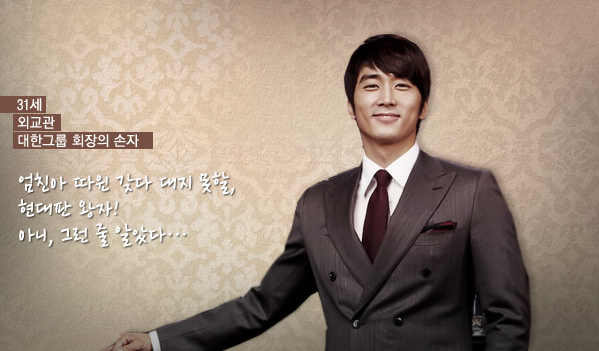 31세
외교관
대한그룹 회장의 손자
엄친아 따윈 갖다 대지 못할,
현대판 왕자!
아니, 그런 줄 알았다…